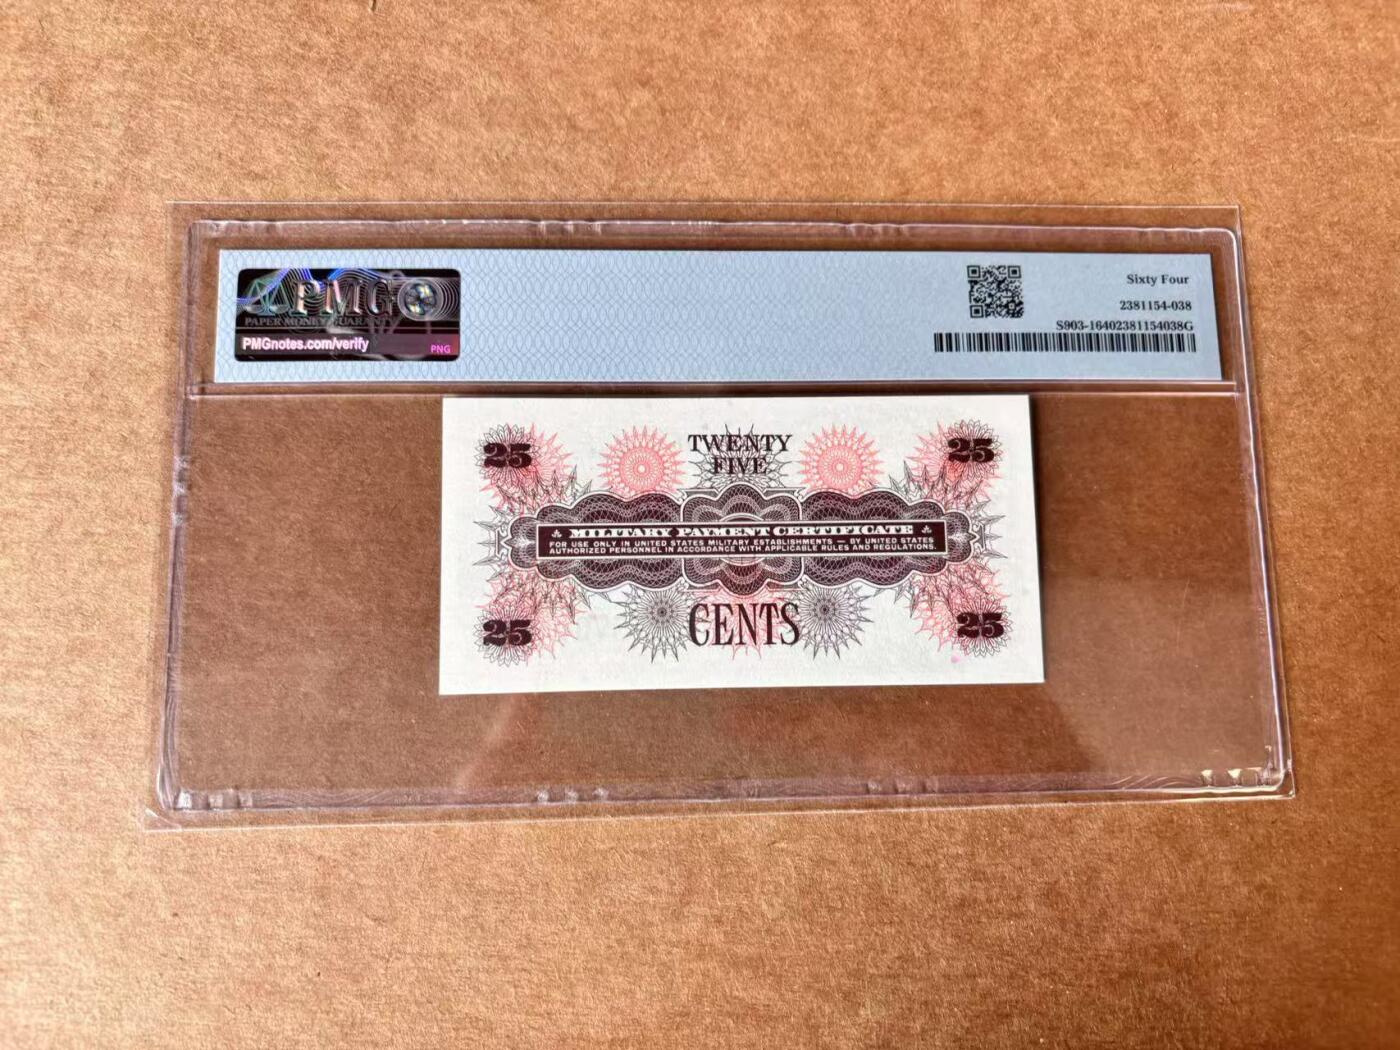 PMG
PAPER MONEY GUARANTY
PMGnotes.com/verify
PNG
Sixty Four
2381154-038
S903-16402381154038G
25
TWENTY
FIVE
25
MILITARY PAYMENT CERTIFICATE
FOR USE ONLY IN UNITED STATES MILITARY ESTABLISHMENTS — BY UNITED STATES
AUTHORIZED PERSONNEL IN ACCORDANCE WITH APPLICABLE RULES AND REGULATIONS.
25
CENTS
25